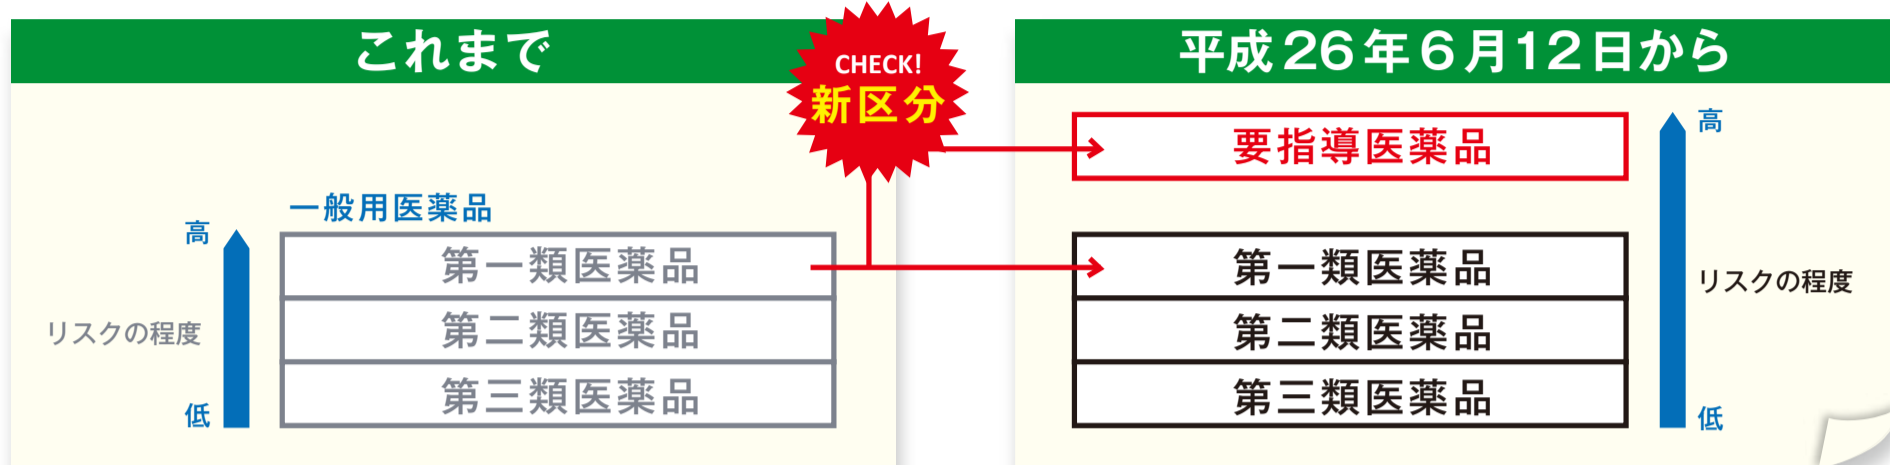 これまで
CHECK!
新区分
平成26年6月12日から
要指導医薬品
高
一般用医薬品
高
第一類医薬品
第二類医薬品
第三類医薬品
リスクの程度
低
第一類医薬品
第二類医薬品
第三類医薬品
リスクの程度
低